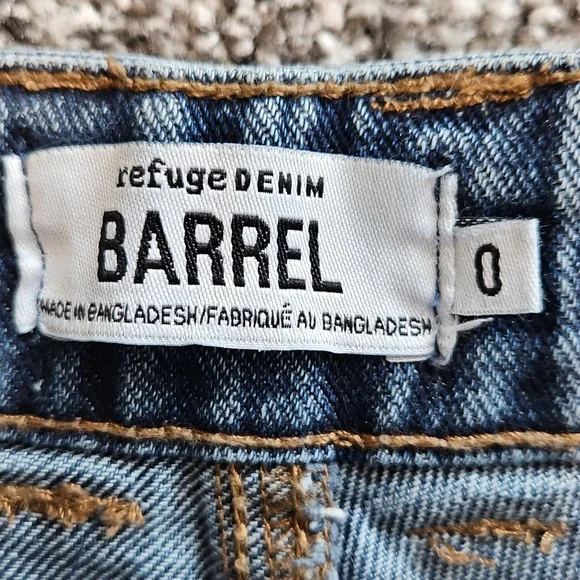 refuge DENIM
BARREL
MADE IN BANGLADESH/FABRIQUÉ AU BANGLADESH
0